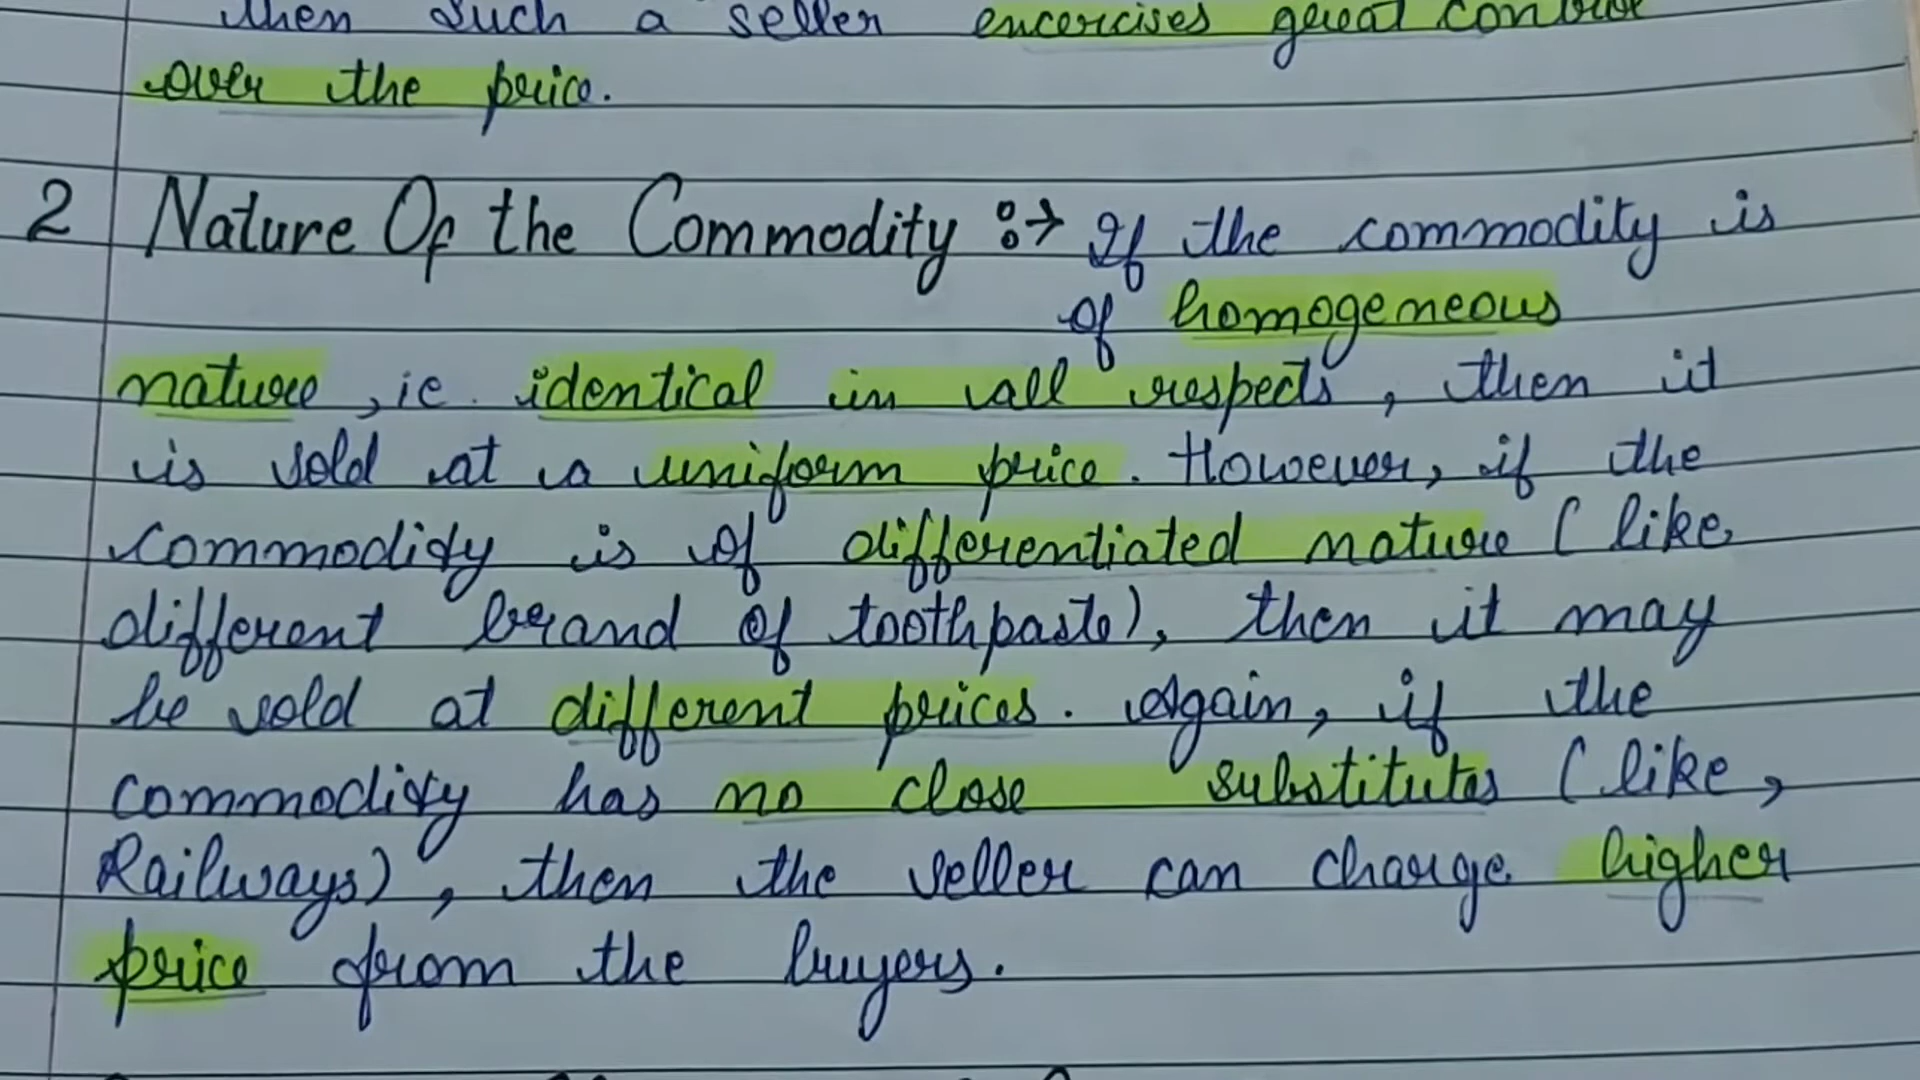 then such a seller encercises great control
over the price.
2 Nature Of the Commodity :→ If the commodity is
of homogeneous
nature, ie. identical in all respects, then it
is sold at a uniform price. However, if the
commodity is of differentiated nature (like
different brand of toothpaste), then it may
be sold at different prices. Again, if the
commodity has no close substitutes (like,
Railways), then the seller can charge higher
price from the buyers.